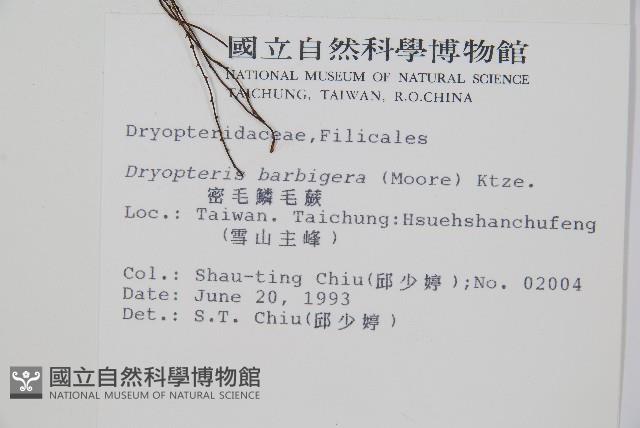 國立自然科學博物館
NATIONAL MUSEUM OF NATURAL SCIENCE
TAICHUNG, TAIWAN, R.O.CHINA
Dryopteridaceae,Filicales
Dryopteris barbigera (Moore) Ktze.
密毛鱗毛蕨
Loc.: Taiwan. Taichung:Hsuehshanchufeng
(雪山主峰)
Col.: Shau-ting Chiu(邱少婷);No. 02004
Date: June 20, 1993
Det.: S.T. Chiu(邱少婷)
國立自然科學博物館
NATIONAL MUSEUM OF NATURAL SCIENCE